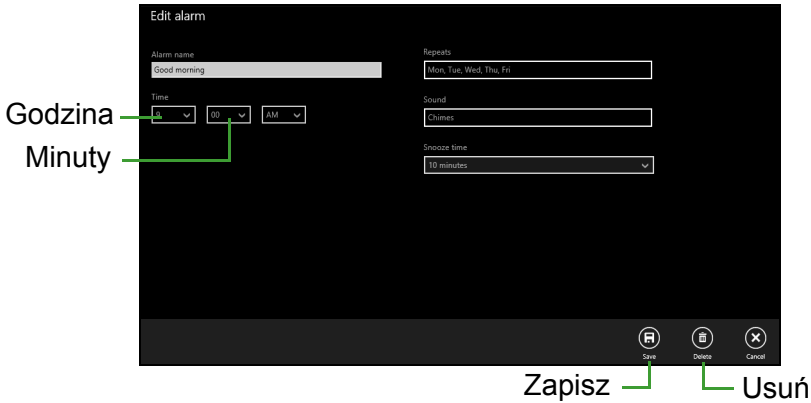 Edit alarm
Alarm name
Good morning
Time
9 00 AM
Repeats
Mon, Tue, Wed, Thu, Fri
Sound
Chimes
Snooze time
10 minutes
Godzina
Minuty
Save Delete Cancel
Zapisz Usuń